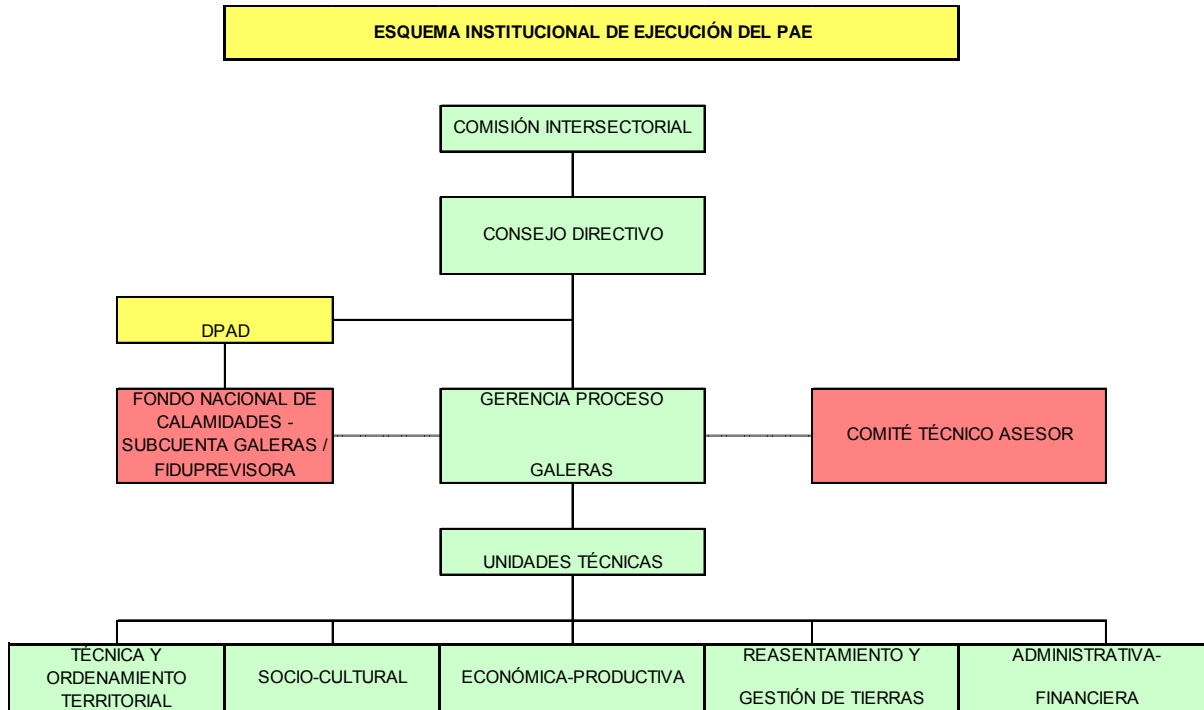 ESQUEMA INSTITUCIONAL DE EJECUCIÓN DEL PAE
COMISIÓN INTERSECTORIAL
CONSEJO DIRECTIVO
DPAD
FONDO NACIONAL DE
CALAMIDADES -
SUBCUENTA GALERAS /
FIDUPREVISORA
GERENCIA PROCESO
GALERAS
COMITÉ TÉCNICO ASESOR
UNIDADES TÉCNICAS
TÉCNICA Y
ORDENAMIENTO
TERRITORIAL
SOCIO-CULTURAL
ECONÓMICA-PRODUCTIVA
REASENTAMIENTO Y
GESTIÓN DE TIERRAS
ADMINISTRATIVA-
FINANCIERA